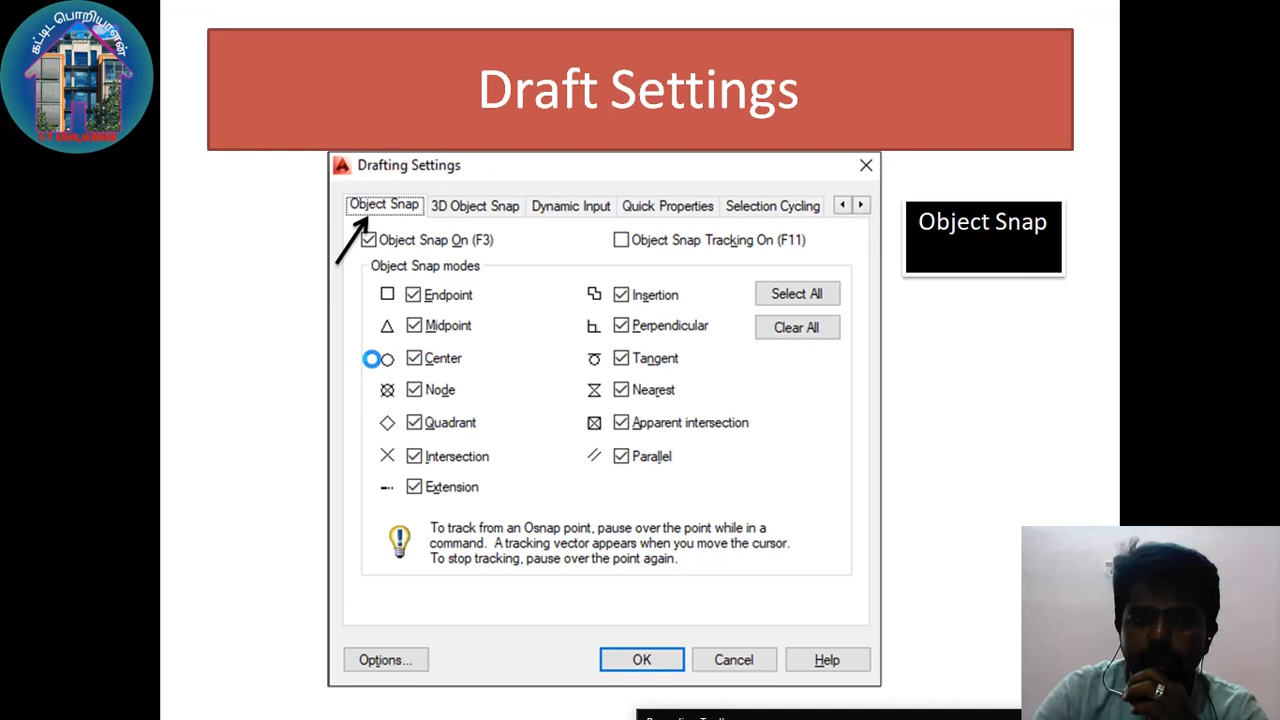 கட்டிட பொறியாளன்
Draft Settings
Drafting Settings
Object Snap 3D Object Snap Dynamic Input Quick Properties Selection Cycling
Object Snap
Object Snap On (F3) Object Snap Tracking On (F11)
Object Snap modes
Endpoint Insertion Select All
Midpoint Perpendicular Clear All
Center Tangent
Node Nearest
Quadrant Apparent intersection
Intersection Parallel
Extension
To track from an Osnap point, pause over the point while in a
command. A tracking vector appears when you move the cursor.
To stop tracking, pause over the point again.
Options... OK Cancel Help